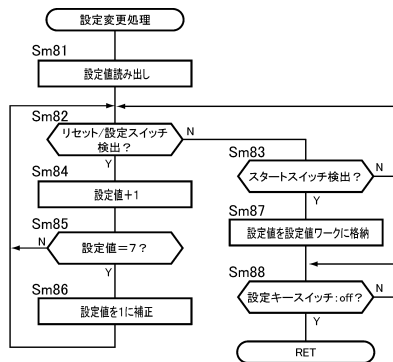 設定変更処理
Sm81
設定値読み出し
Sm82
リセット/設定スイッチ
検出？
N
Y
Sm83
スタートスイッチ検出？
N
Y
Sm84
設定値+1
Sm85
設定値=7？
N
Y
Sm87
設定値を設定値ワークに格納
Sm86
設定値を1に補正
Sm88
設定キースイッチ:off？
N
Y
RET